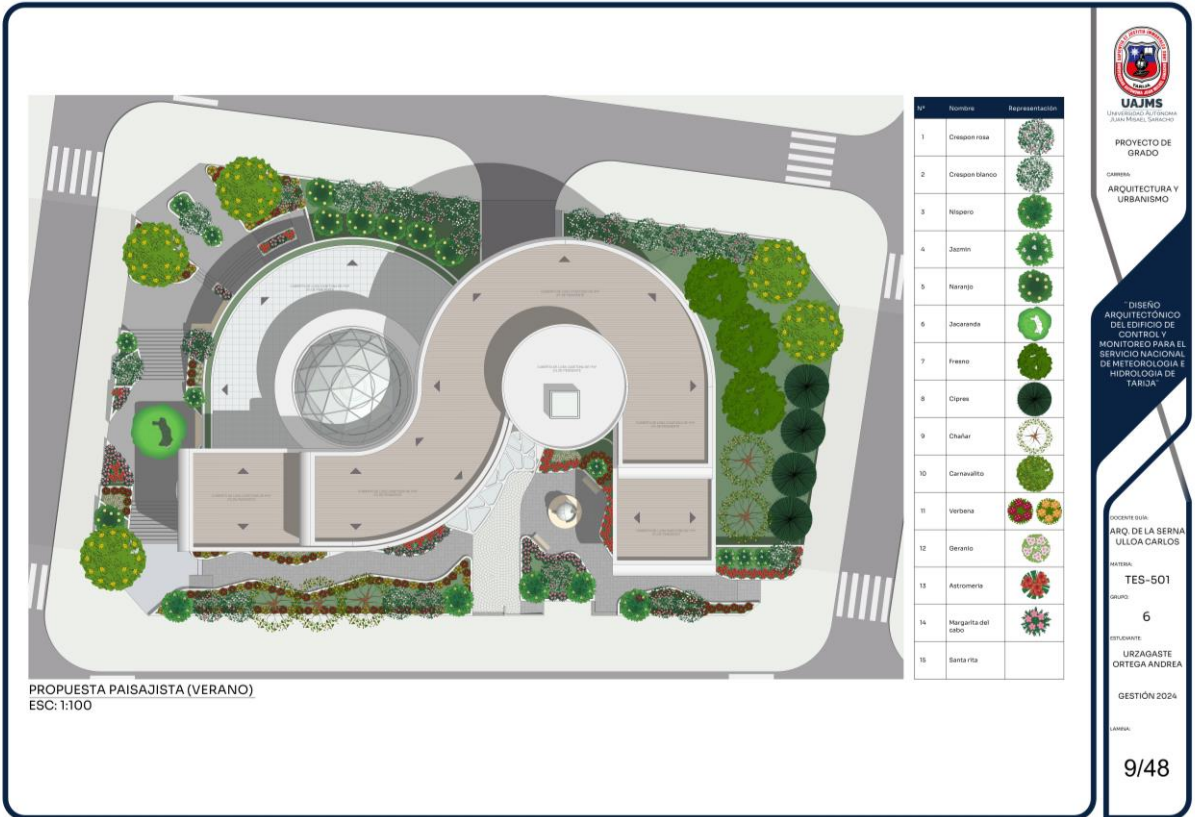 PROPUESTA PAISAJISTA (VERANO)
ESC: 1:100
Nº Nombre Representación
1 Crespon rosa
2 Crespon blanco
3 Nispero
4 Jazmin
5 Naranjo
6 Jacaranda
7 Fresno
8 Cipres
9 Chañar
10 Carnavalito
11 Verbena
12 Geranio
13 Astromeria
14 Margarita del
cabo
15 Santa rita
TARIJA
UAJMS
UNIVERSIDAD AUTÓNOMA
JUAN MISAEL SARACHO
PROYECTO DE
GRADO
CARRERA:
ARQUITECTURA Y
URBANISMO
¨DISEÑO
ARQUITECTÓNICO
DEL EDIFICIO DE
CONTROL Y
MONITOREO PARA EL
SERVICIO NACIONAL
DE METEOROLOGIA E
HIDROLOGIA DE
TARIJA¨
DOCENTE GUÍA:
ARQ. DE LA SERNA
ULLOA CARLOS
MATERIA:
TES-501
GRUPO:
6
ESTUDIANTE:
URZAGASTE
ORTEGA ANDREA
GESTIÓN 2024
LAMINA:
9/48